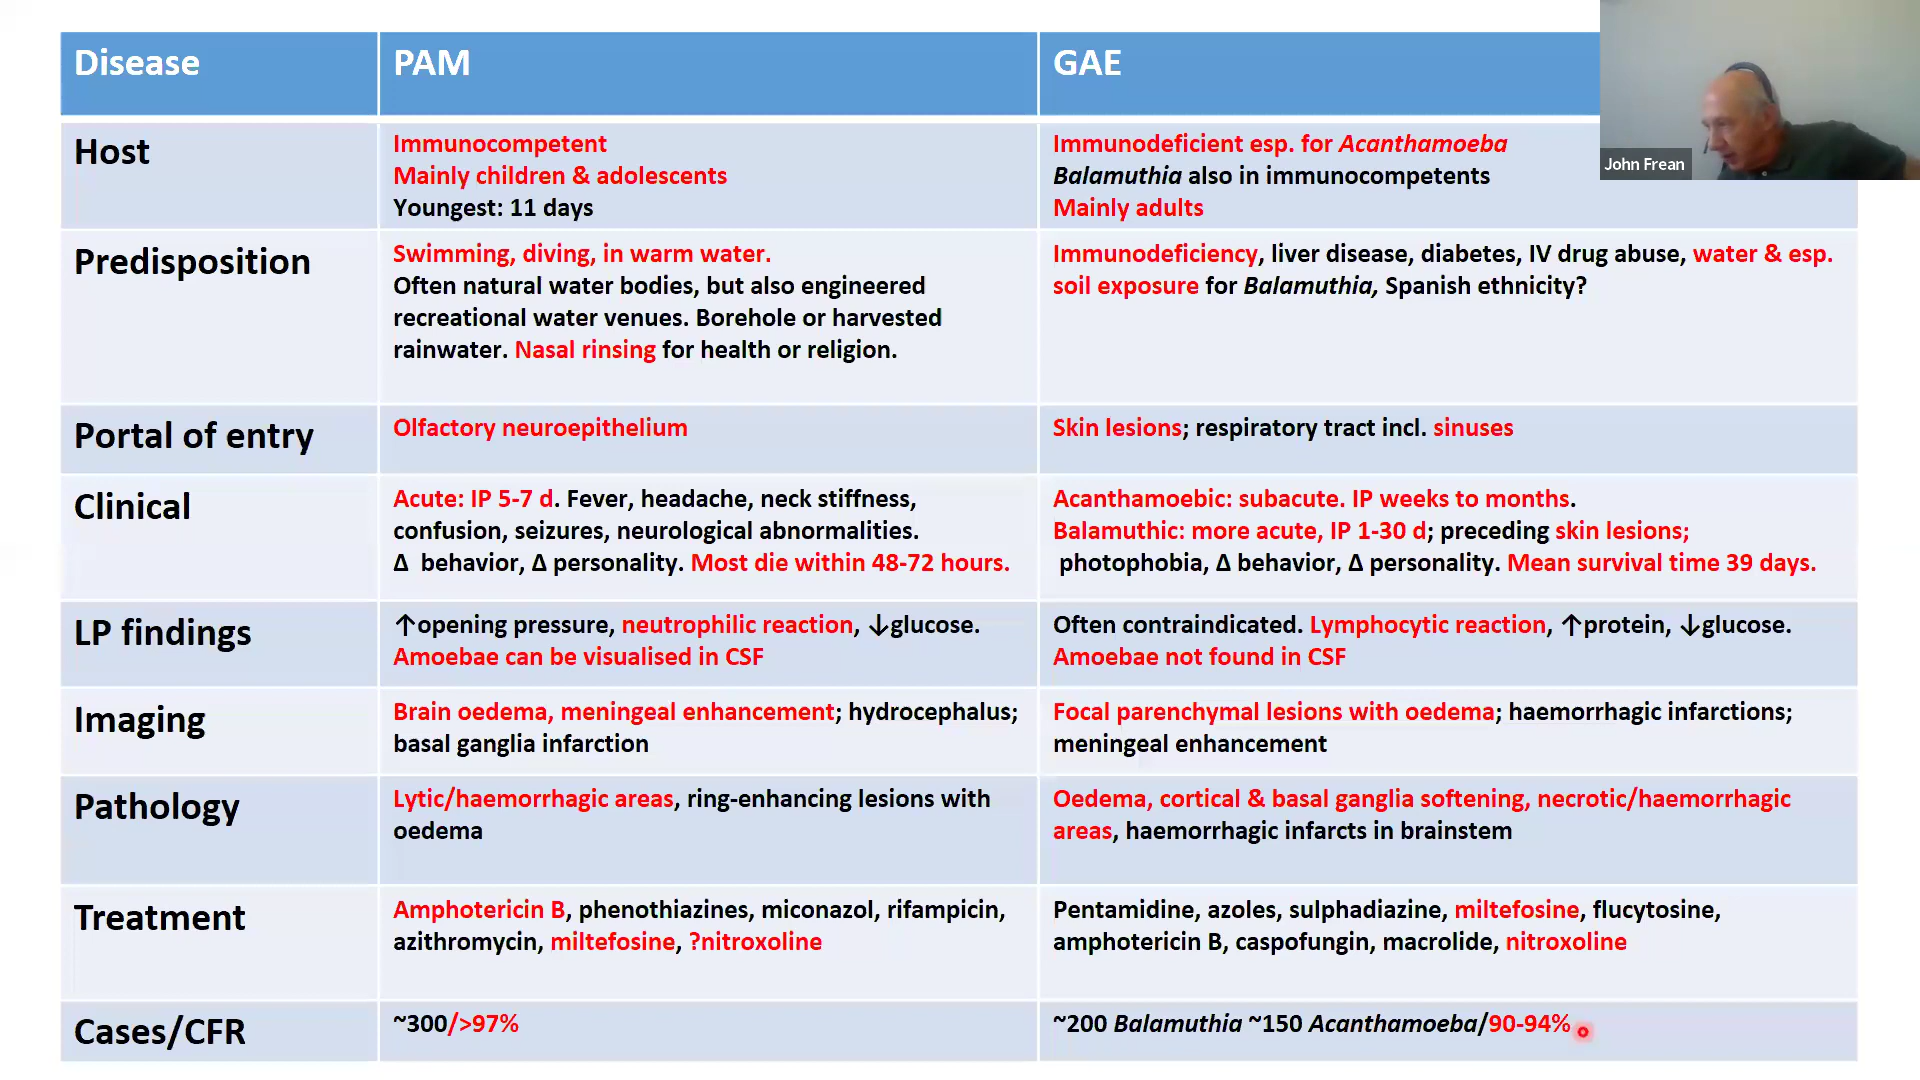 Disease
PAM
GAE
John Frean
Host
Immunocompetent
Mainly children & adolescents
Youngest: 11 days
Immunodeficient esp. for Acanthamoeba
Balamuthia also in immunocompetents
Mainly adults
Predisposition
Swimming, diving, in warm water.
Often natural water bodies, but also engineered
recreational water venues. Borehole or harvested
rainwater. Nasal rinsing for health or religion.
Immunodeficiency, liver disease, diabetes, IV drug abuse, water & esp.
soil exposure for Balamuthia, Spanish ethnicity?
Portal of entry
Olfactory neuroepithelium
Skin lesions; respiratory tract incl. sinuses
Clinical
Acute: IP 5-7 d. Fever, headache, neck stiffness,
confusion, seizures, neurological abnormalities.
Δ behavior, Δ personality. Most die within 48-72 hours.
Acanthamoebic: subacute. IP weeks to months.
Balamuthic: more acute, IP 1-30 d; preceding skin lesions;
photophobia, Δ behavior, Δ personality. Mean survival time 39 days.
LP findings
↑opening pressure, neutrophilic reaction, ↓glucose.
Amoebae can be visualised in CSF
Often contraindicated. Lymphocytic reaction, ↑protein, ↓glucose.
Amoebae not found in CSF
Imaging
Brain oedema, meningeal enhancement; hydrocephalus;
basal ganglia infarction
Focal parenchymal lesions with oedema; haemorrhagic infarctions;
meningeal enhancement
Pathology
Lytic/haemorrhagic areas, ring-enhancing lesions with
oedema
Oedema, cortical & basal ganglia softening, necrotic/haemorrhagic
areas, haemorrhagic infarcts in brainstem
Treatment
Amphotericin B, phenothiazines, miconazol, rifampicin,
azithromycin, miltefosine, ?nitroxoline
Pentamidine, azoles, sulphadiazine, miltefosine, flucytosine,
amphotericin B, caspofungin, macrolide, nitroxoline
Cases/CFR
~300/>97%
~200 Balamuthia ~150 Acanthamoeba/90-94%